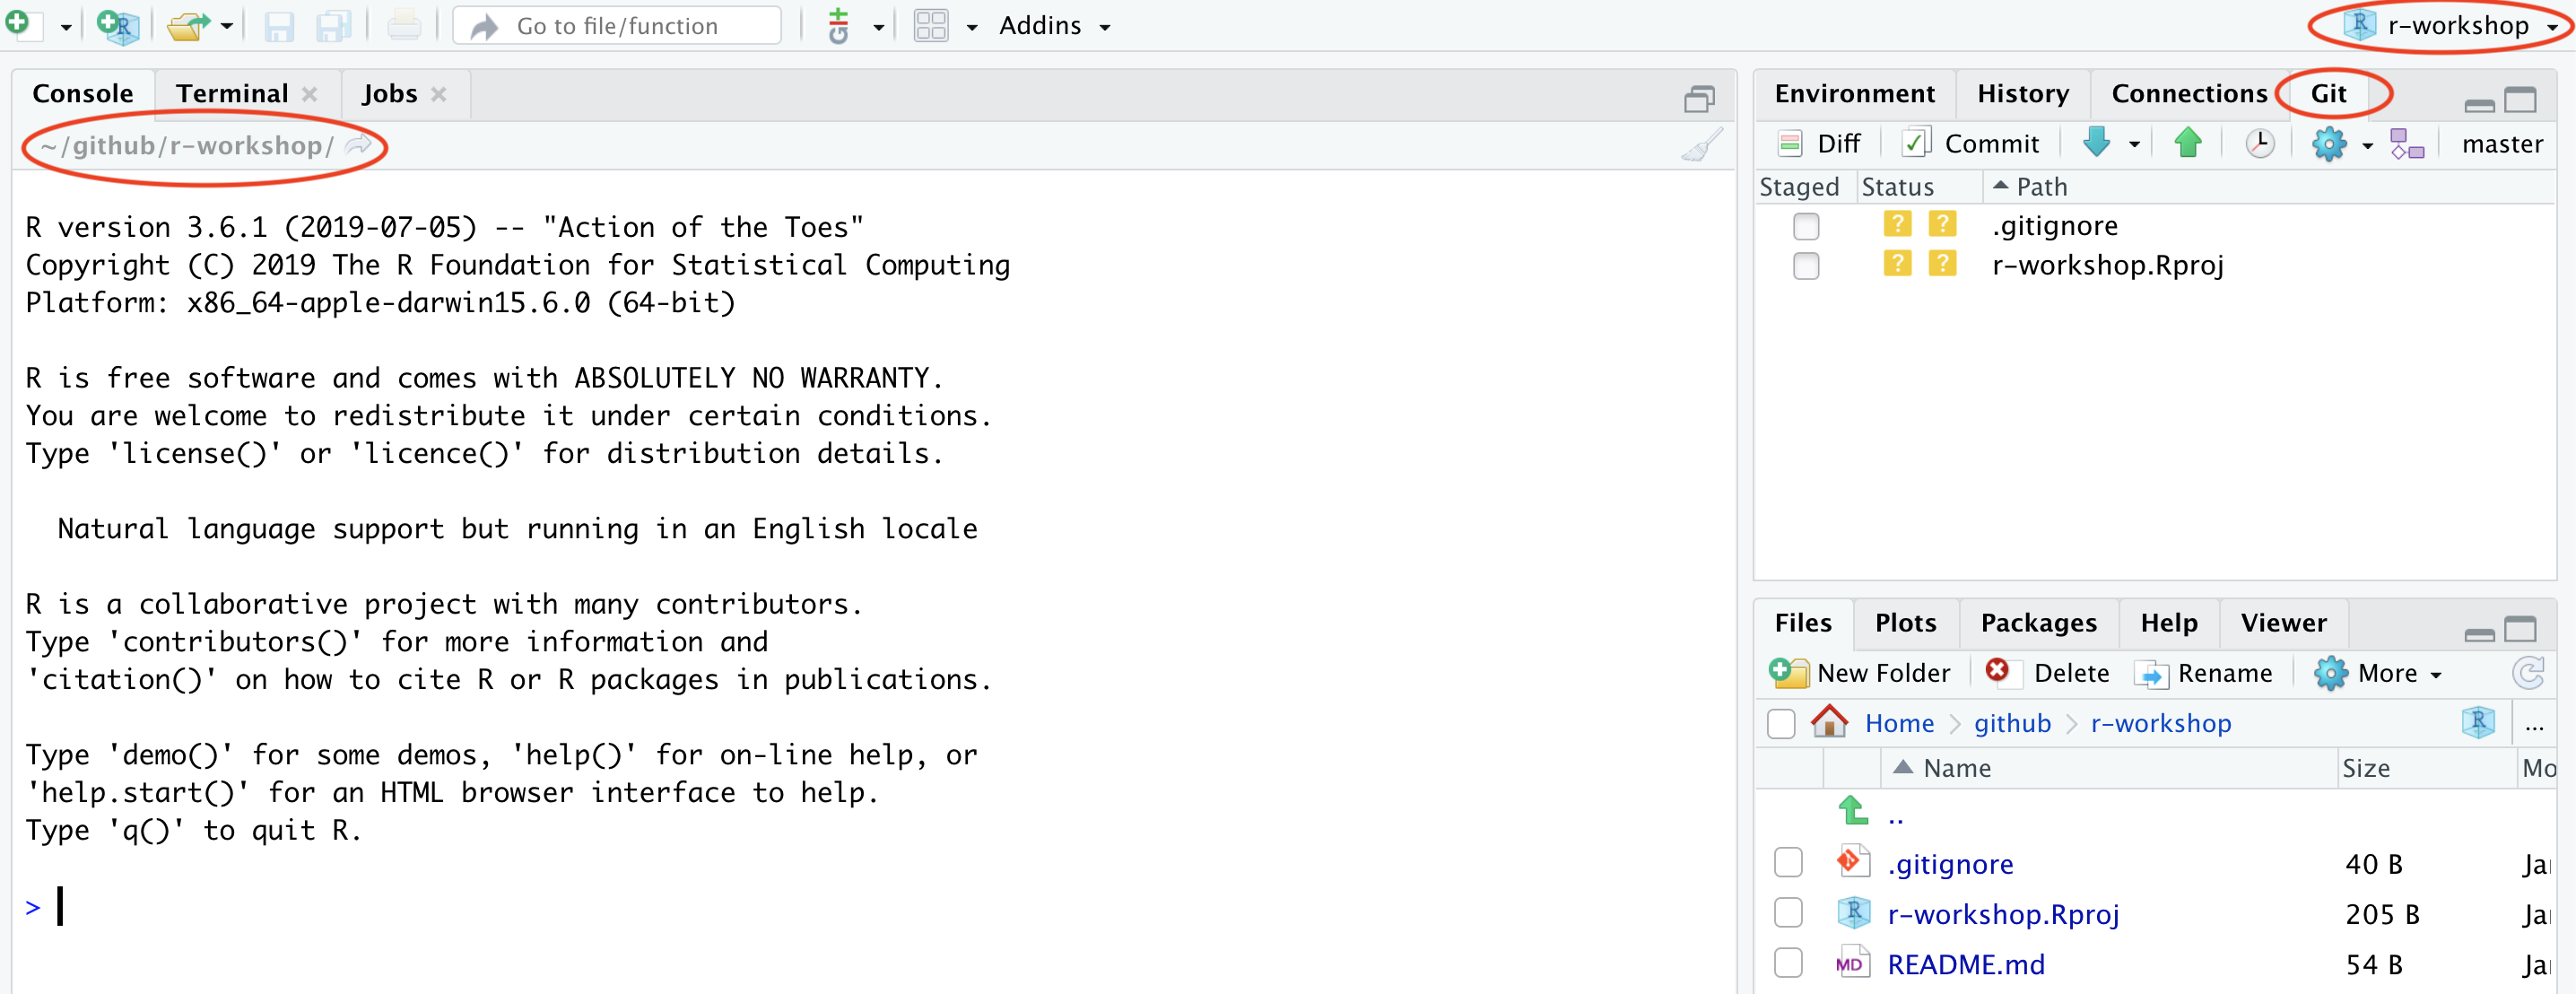 Go to file/function
Git
Addins
r-workshop
Console
Terminal
Jobs
~/github/r-workshop/
R version 3.6.1 (2019-07-05) -- "Action of the Toes"
Copyright (C) 2019 The R Foundation for Statistical Computing
Platform: x86_64-apple-darwin15.6.0 (64-bit)
R is free software and comes with ABSOLUTELY NO WARRANTY.
You are welcome to redistribute it under certain conditions.
Type 'license()' or 'licence()' for distribution details.
Natural language support but running in an English locale
R is a collaborative project with many contributors.
Type 'contributors()' for more information and
'citation()' on how to cite R or R packages in publications.
Type 'demo()' for some demos, 'help()' for on-line help, or
'help.start()' for an HTML browser interface to help.
Type 'q()' to quit R.
>
Environment
History
Connections
Git
Diff
Commit
master
Staged Status Path
? ? .gitignore
? ? r-workshop.Rproj
Files
Plots
Packages
Help
Viewer
New Folder
Delete
Rename
More
Home
github
r-workshop
R
...
Name Size Mo
..
.gitignore 40 B Ja
R r-workshop.Rproj 205 B Ja
MD README.md 54 B Ja